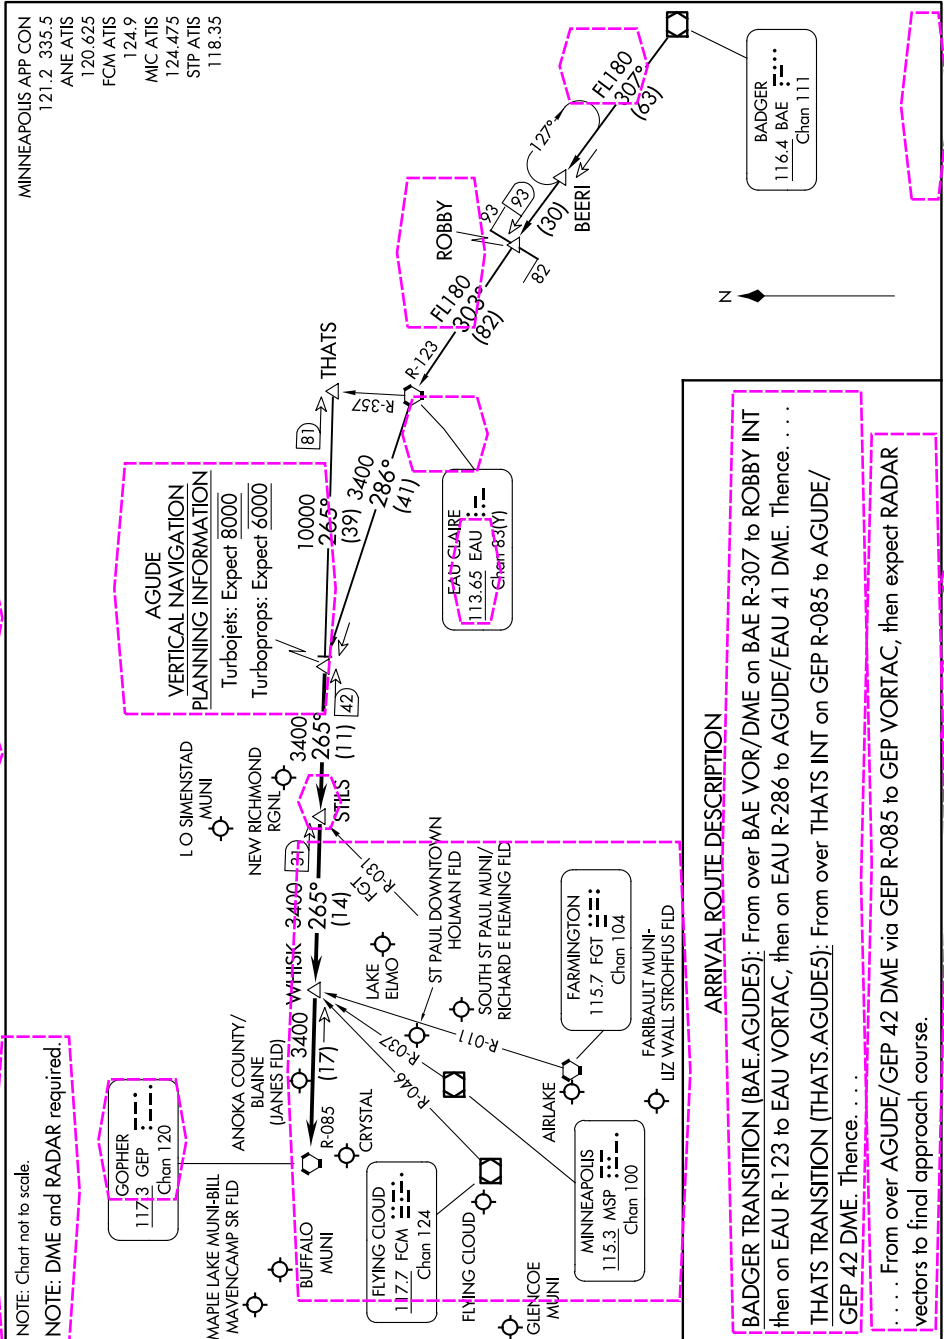 NOTE: Chart not to scale.
NOTE: DME and RADAR required.
MINNEAPOLIS APP CON
121.2 335.5
ANE ATIS
120.625
FCM ATIS
124.9
MIC ATIS
124.475
STP ATIS
118.35
GOPHER
117.3 GEP
Chan 120
MAPLE LAKE MUNI-BILL
MAVENCAMP SR FLD
BUFFALO
MUNI
ANOKA COUNTY/
BLAINE
(JANES FLD)
CRYSTAL
R-085
3400
(17)
WHISK
3400
265°
(14)
31
L O SIMENSTAD
MUNI
NEW RICHMOND
RGNL
STILS
3400
265°
(11)
42
AGUDE
VERTICAL NAVIGATION
PLANNING INFORMATION
Turbojets: Expect 8000
Turboprops: Expect 6000
10000
265°
(39)
81
THATS
3400
286°
(41)
R-357
R-123
EAU CLAIRE
113.65 EAU
Chan 83(Y)
FL180
303°
(82)
ROBBY
93
93
82
(30)
BEERI
127°
FL180
307°
(63)
BADGER
116.4 BAE
Chan 111
N
FGT
R-031
LAKE
ELMO
ST PAUL DOWNTOWN
HOLMAN FLD
SOUTH ST PAUL MUNI/
RICHARD E FLEMING FLD
R-046
R-037
R-011
FLYING CLOUD
117.7 FCM
Chan 124
FLYING CLOUD
GLENCOE
MUNI
MINNEAPOLIS
115.3 MSP
Chan 100
AIRLAKE
FARMINGTON
115.7 FGT
Chan 104
FARIBAULT MUNI-
LIZ WALL STROHFUS FLD
ARRIVAL ROUTE DESCRIPTION
BADGER TRANSITION (BAE.AGUDE5): From over BAE VOR/DME on BAE R-307 to ROBBY INT
then on EAU R-123 to EAU VORTAC, then on EAU R-286 to AGUDE/EAU 41 DME. Thence. . . .
THATS TRANSITION (THATS.AGUDE5): From over THATS INT on GEP R-085 to AGUDE/
GEP 42 DME. Thence. . . .
. . . . From over AGUDE/GEP 42 DME via GEP R-085 to GEP VORTAC, then expect RADAR
vectors to final approach course.